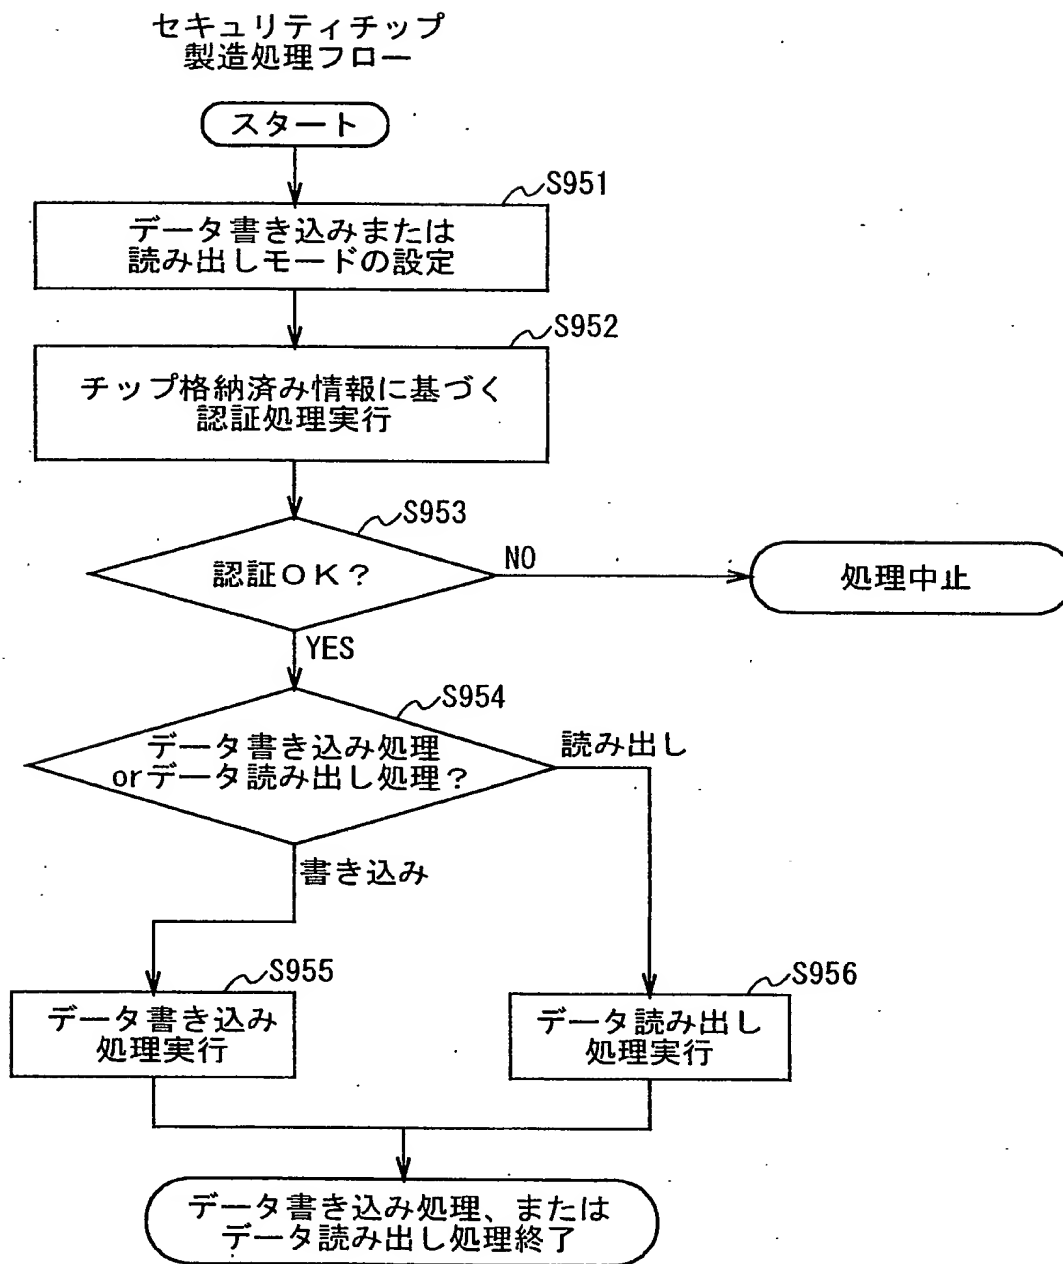 セキュリティチップ
製造処理フロー
スタート
S951
データ書き込みまたは
読み出しモードの設定
S952
チップ格納済み情報に基づく
認証処理実行
S953
認証OK?
NO
処理中止
YES
S954
データ書き込み処理
orデータ読み出し処理?
読み出し
書き込み
S955
データ書き込み
処理実行
S956
データ読み出し
処理実行
データ書き込み処理、または
データ読み出し処理終了